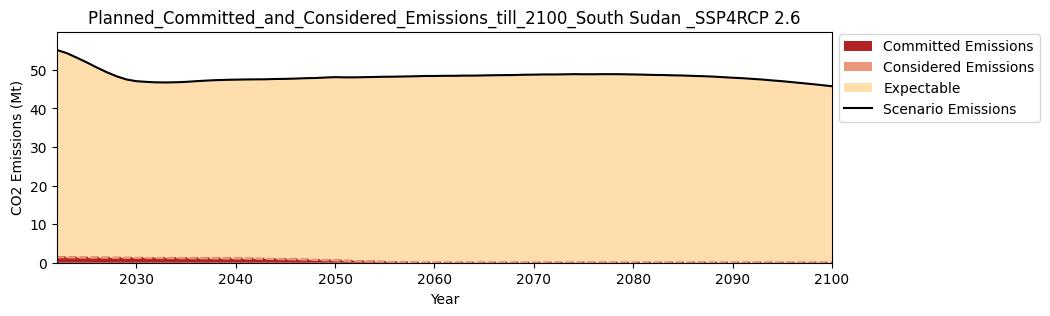 Planned_Committed_and_Considered_Emissions_till_2100_South Sudan _SSP4RCP 2.6
Committed Emissions
Considered Emissions
Expectable
Scenario Emissions
CO2 Emissions (Mt)
50
40
30
20
10
0
2030 2040 2050 2060 2070 2080 2090 2100
Year